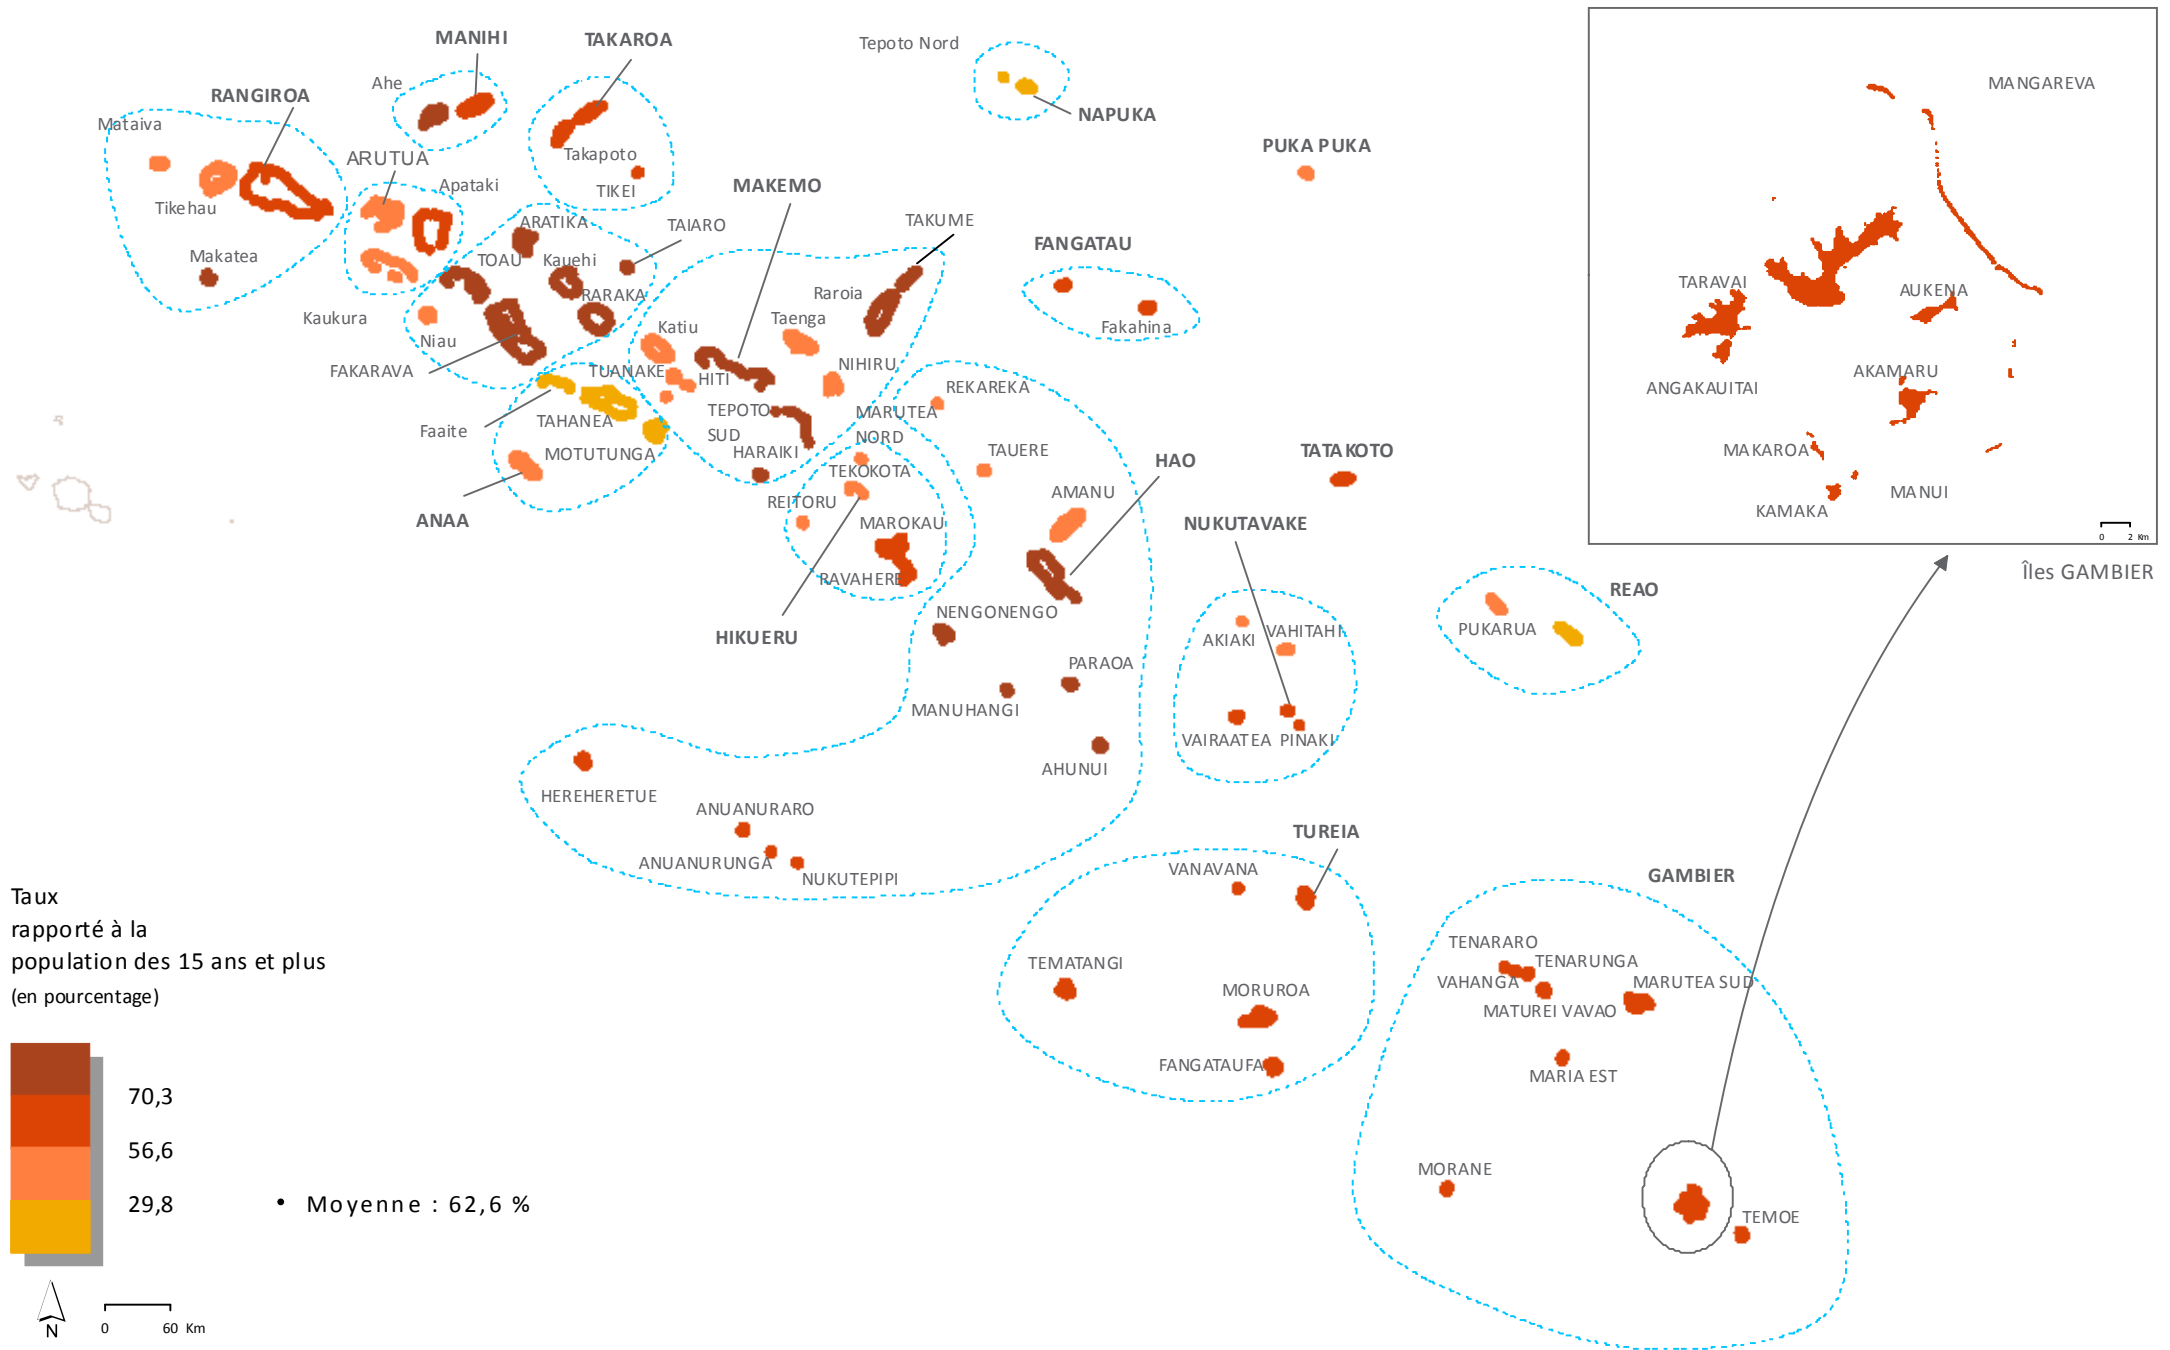 MANIHI
TAKAROA
Tepoto Nord
Ahe
RANGIROA
NAPUKA
Mataiva
ARUTUA
Takapoto
PUKA PUKA
TIKEI
Apataki
MAKEMO
Tikehau
ARATIKA
TAIARO
TAKUME
FANGATAU
Makatea
TOAU
Kauehi
RARAKA
Raroia
Kaukura
Niau
Katiu
Taenga
Fakahina
FAKARAVA
TUANAKE
HITI
NIHIRU
REKAREKA
Faaite
TAHANEA
TEPOTO
SUD
MARUTEA
NORD
MOTUTUNGA
HARAIKI
TEKOKOTA
TAUERE
HAO
TATAKOTO
ANAA
REITORU
MAROKAU
AMANU
NUKUTAVAKE
RAVAHERE
NENGONENGO
HIKUERU
AKIAKI
VAHITAHI
PUKARUA
REAO
PARAOA
MANUHANGI
VAIRAATEA
PINAKI
AHUNUI
HEREHERETUE
ANUANURARO
ANUANURUNGA
NUKUTEPIPI
TUREIA
VANAVANA
GAMBIER
TEMATANGI
MORUROA
FANGATAUFA
TENARARO
TENARUNGA
VAHANGA
MARUTEA SUD
MATUREI VAVAO
MARIA EST
MORANE
TEMOE
MANGAREVA
TARAVAI
AUKENA
AKAMARU
ANGAKAUITAI
MAKAROA
MANUI
KAMAKA
0 2 Km
Îles GAMBIER
Taux
rapporté à la
population des 15 ans et plus
(en pourcentage)
70,3
56,6
29,8
• Moyenne : 62,6 %
N
0 60 Km